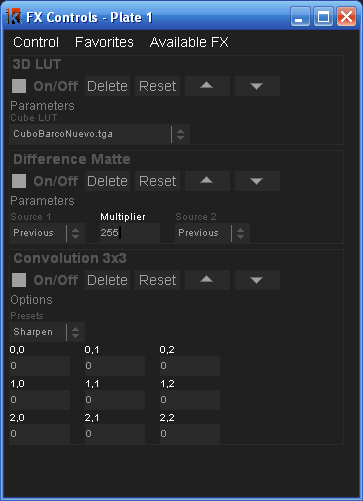 FX Controls - Plate 1
Control Favorites Available FX
3D LUT
On/Off Delete Reset
Parameters
Cube LUT
CuboBarcoNuevo.tga
Difference Matte
On/Off Delete Reset
Parameters
Source 1 Multiplier Source 2
Previous 255 Previous
Convolution 3x3
On/Off Delete Reset
Options
Presets
Sharpen
0,0 0,1 0,2
0 0 0
1,0 1,1 1,2
0 0 0
2,0 2,1 2,2
0 0 0